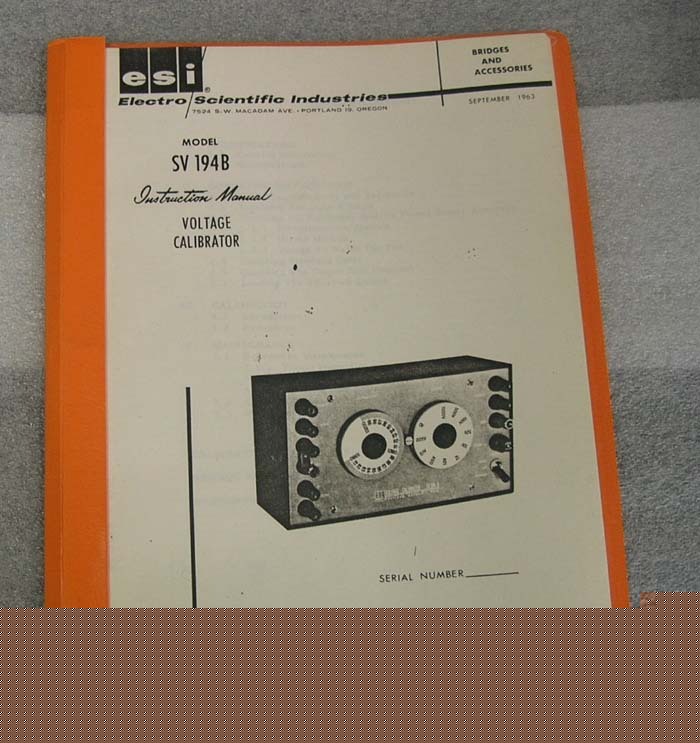 esi
®
Electro Scientific Industries
7524 S.W. MACADAM AVE. • PORTLAND 19, OREGON
BRIDGES
AND
ACCESSORIES
SEPTEMBER 1963
MODEL
SV 194B
Instruction Manual
VOLTAGE
CALIBRATOR
SERIAL NUMBER